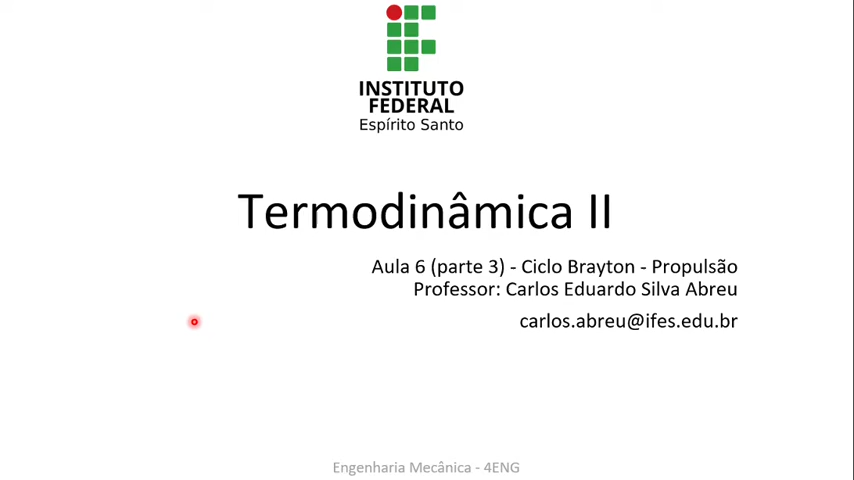 INSTITUTO
FEDERAL
Espírito Santo
Termodinâmica II
Aula 6 (parte 3) - Ciclo Brayton - Propulsão
Professor: Carlos Eduardo Silva Abreu
carlos.abreu@ifes.edu.br
Engenharia Mecânica - 4ENG